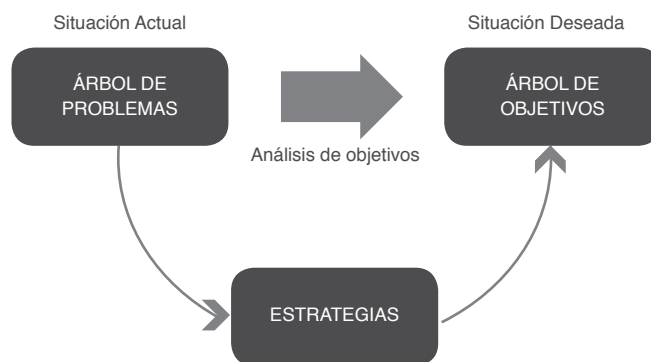 Situación Actual
Situación Deseada
ÁRBOL DE
PROBLEMAS
ÁRBOL DE
OBJETIVOS
Análisis de objetivos
ESTRATEGIAS